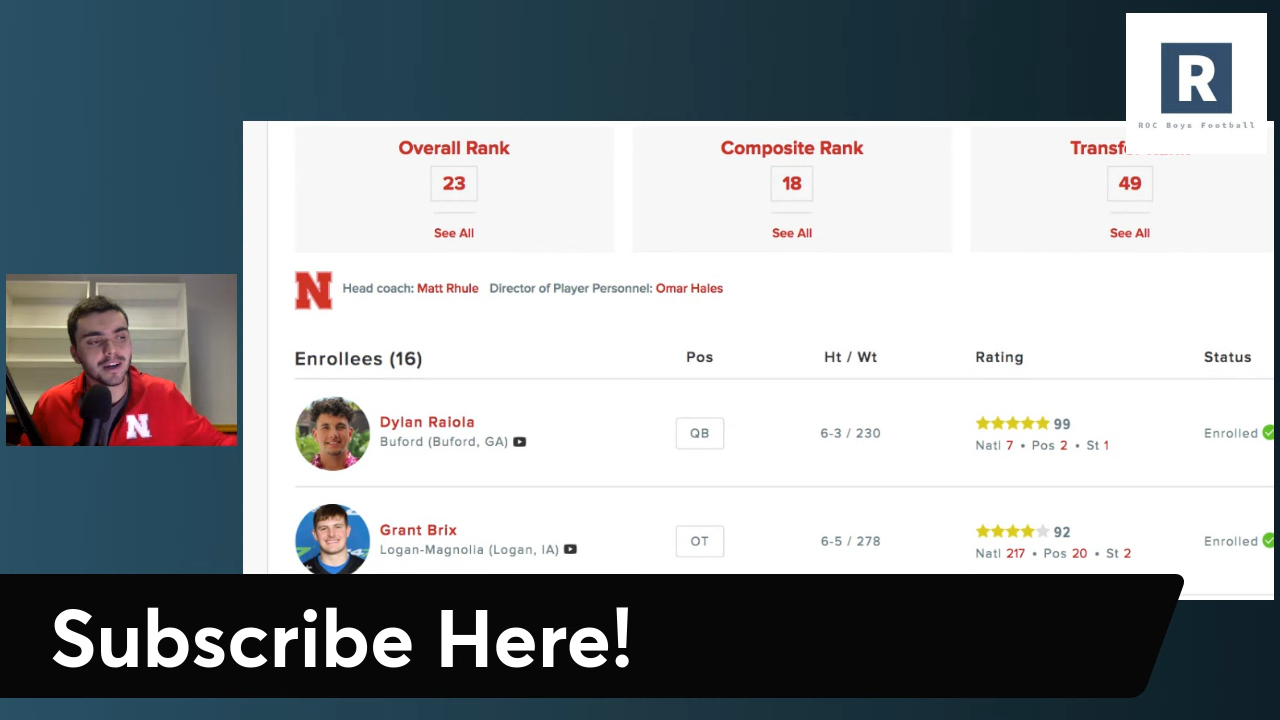 R
ROC Boys Football
Overall Rank
23
See All
Composite Rank
18
See All
49
See All
N
Head coach: Matt Rhule Director of Player Personnel: Omar Hales
Enrollees (16) Pos Ht / Wt Rating Status
Dylan Raiola
Buford (Buford, GA)
QB
6-3 / 230
99
Natl 7 • Pos 2 • St 1
Enrolled
Grant Brix
Logan-Magnolia (Logan, IA)
OT
6-5 / 278
92
Natl 217 • Pos 20 • St 2
Enrolled
N
Subscribe Here!